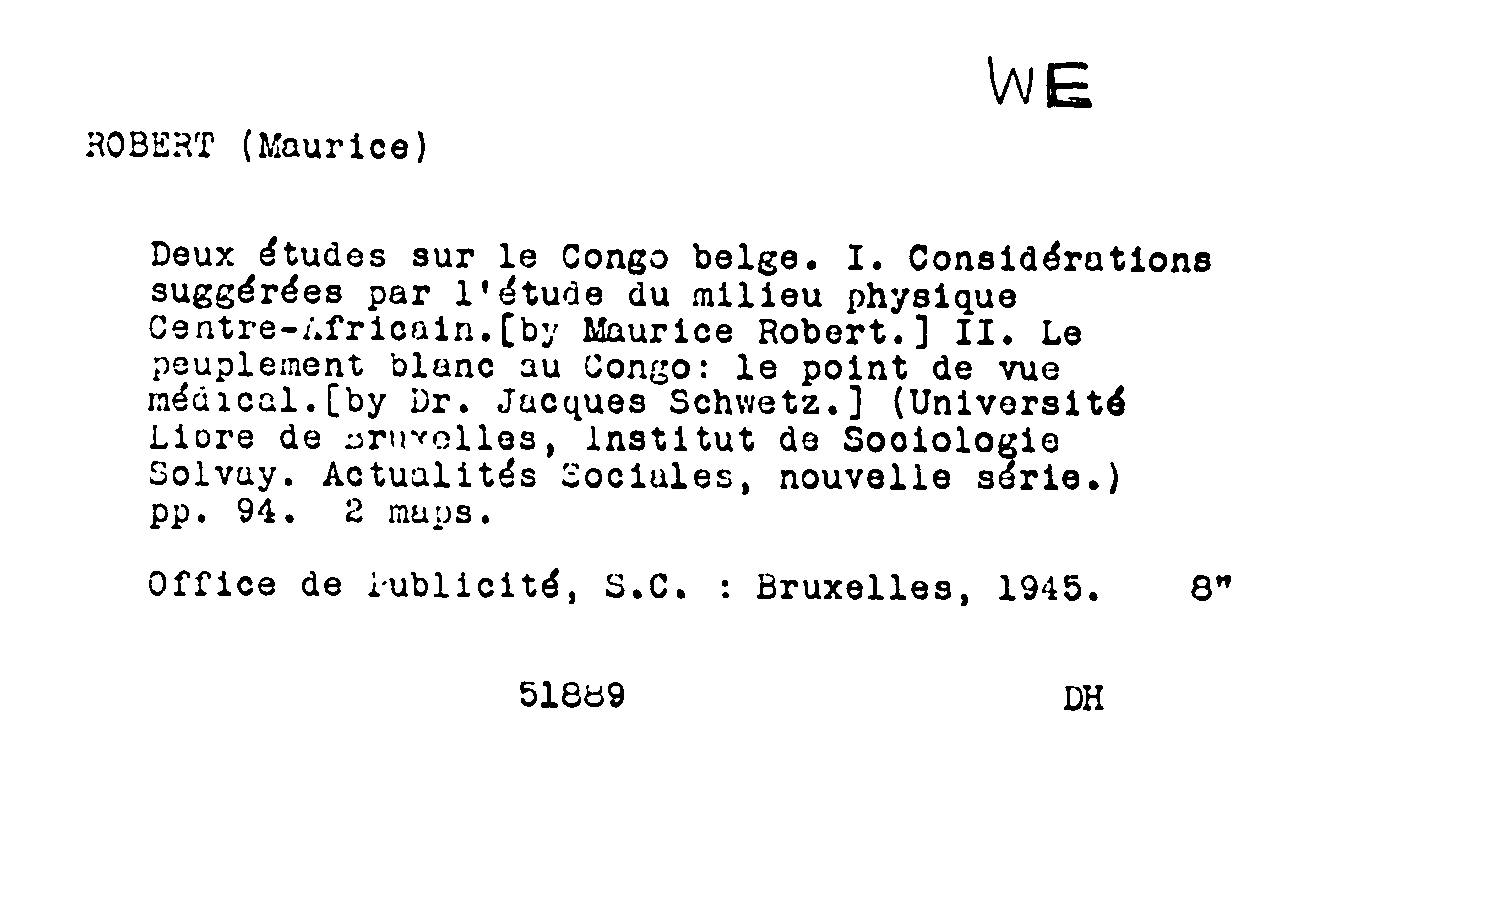 WE
ROBERT (Maurice)
Deux études sur le Congo belge. I. Considérations
suggérées par l'étude du milieu physique
Centre-Africain.[by Maurice Robert.] II. Le
peuplement blanc au Congo: le point de vue
médical.[by Dr. Jacques Schwetz.] (Université
Libre de Bruxelles, Institut de Sociologie
Solvay. Actualités Sociales, nouvelle série.)
pp. 94. 2 maps.
Office de Publicité, S.C. : Bruxelles, 1945. 8"
51889 DH